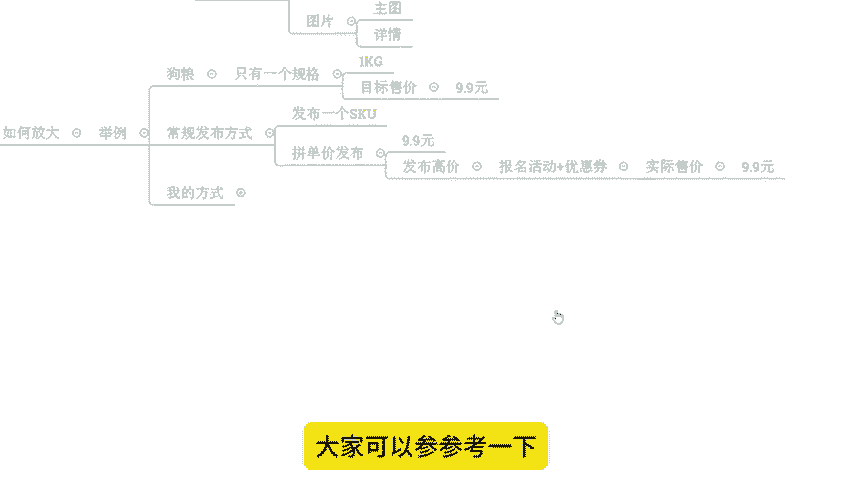 主图
图片
详情
1KG
狗粮 只有一个规格
目标售价 9.9元
发布一个SKU
如何放大 举例 常规发布方式
9.9元
拼单价发布
发布高价 报名活动+优惠券 实际售价 9.9元
我的方式
大家可以参参考一下